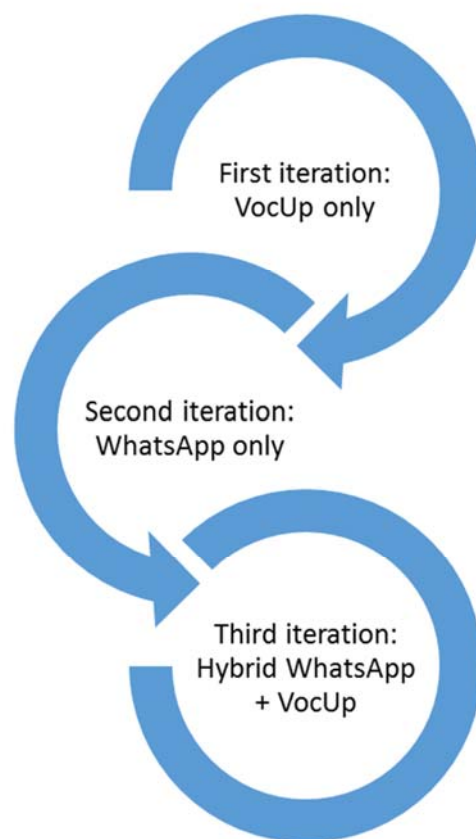 First iteration:
VocUp only
Second iteration:
WhatsApp only
Third iteration:
Hybrid WhatsApp
+ VocUp